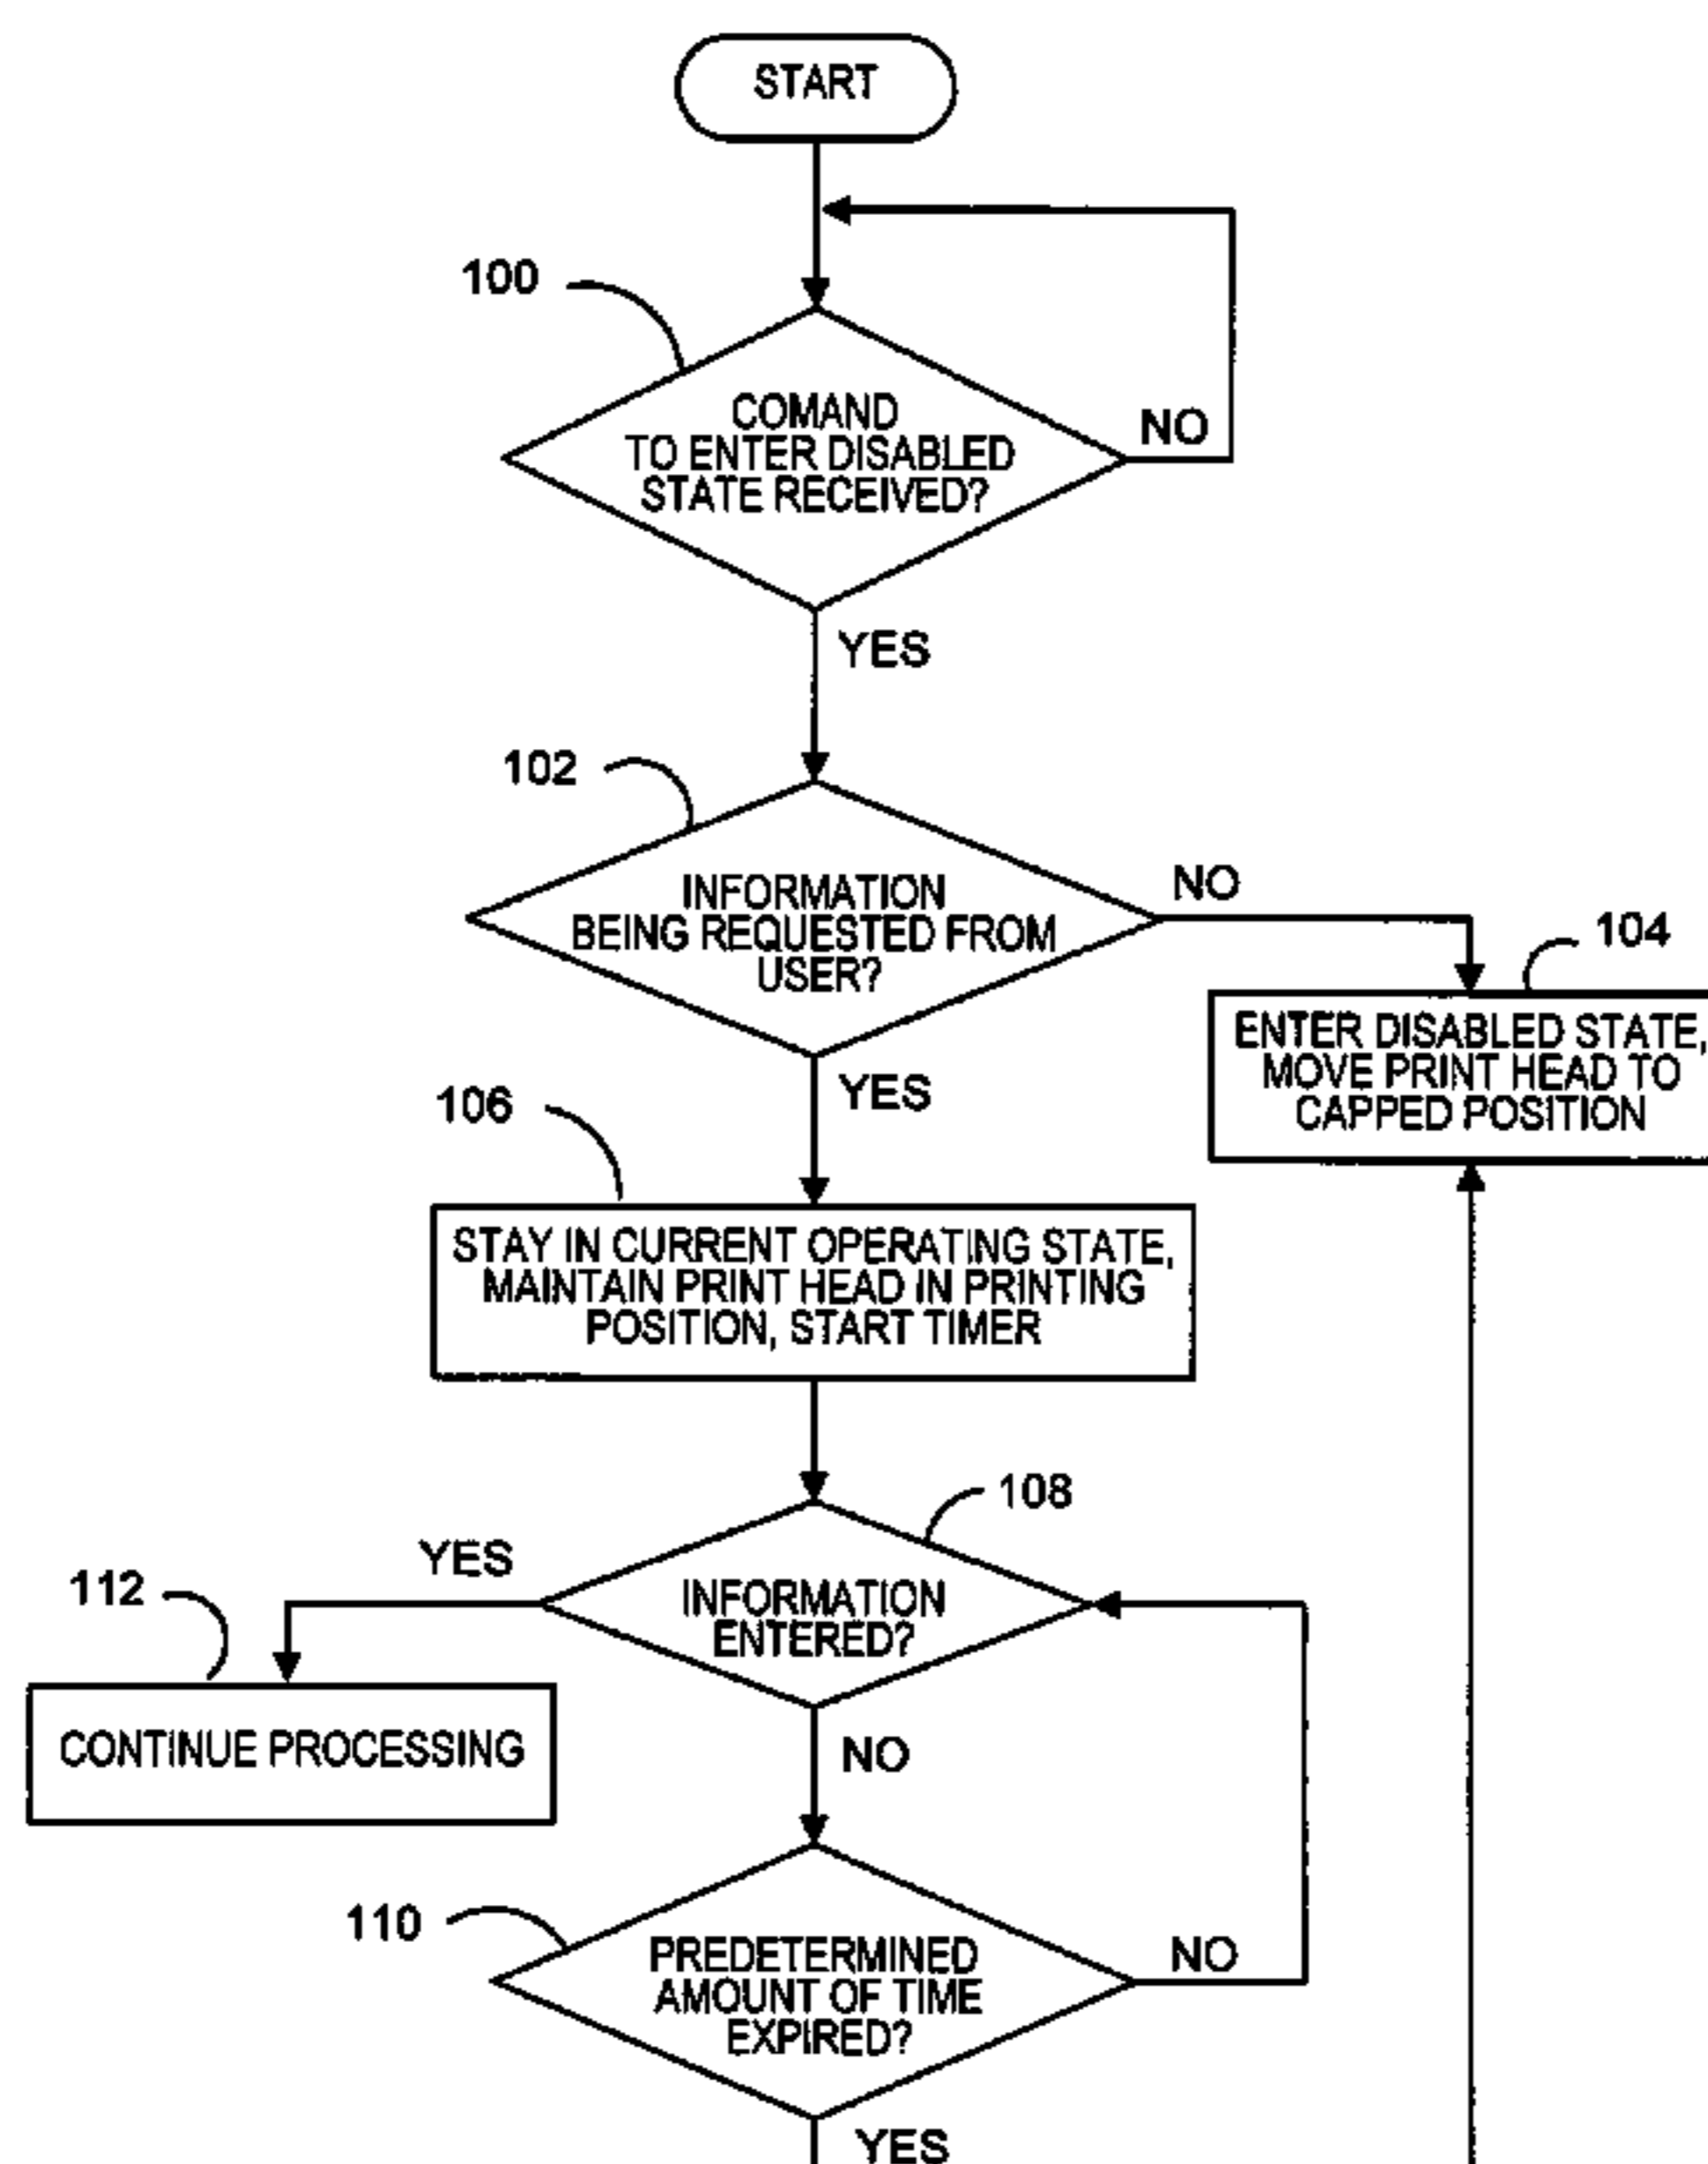 START
100
COMAND
TO ENTER DISABLED
STATE RECEIVED?
NO
YES
102
INFORMATION
BEING REQUESTED FROM
USER?
NO
104
ENTER DISABLED STATE,
MOVE PRINT HEAD TO
CAPPED POSITION
YES
106
STAY IN CURRENT OPERATING STATE,
MAINTAIN PRINT HEAD IN PRINTING
POSITION, START TIMER
108
YES
112
INFORMATION
ENTERED?
CONTINUE PROCESSING
NO
110
PREDETERMINED
AMOUNT OF TIME
EXPIRED?
NO
YES